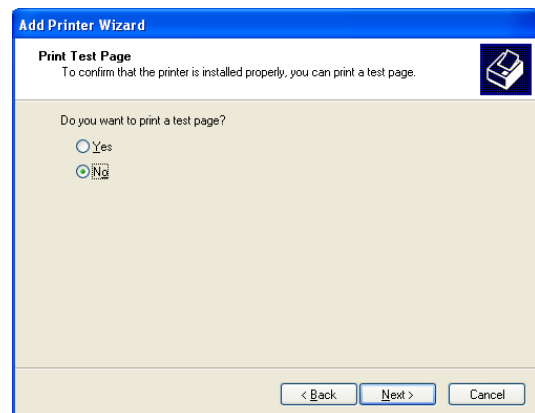 Add Printer Wizard
Print Test Page
To confirm that the printer is installed properly, you can print a test page.
Do you want to print a test page?
Yes
No
< Back Next > Cancel